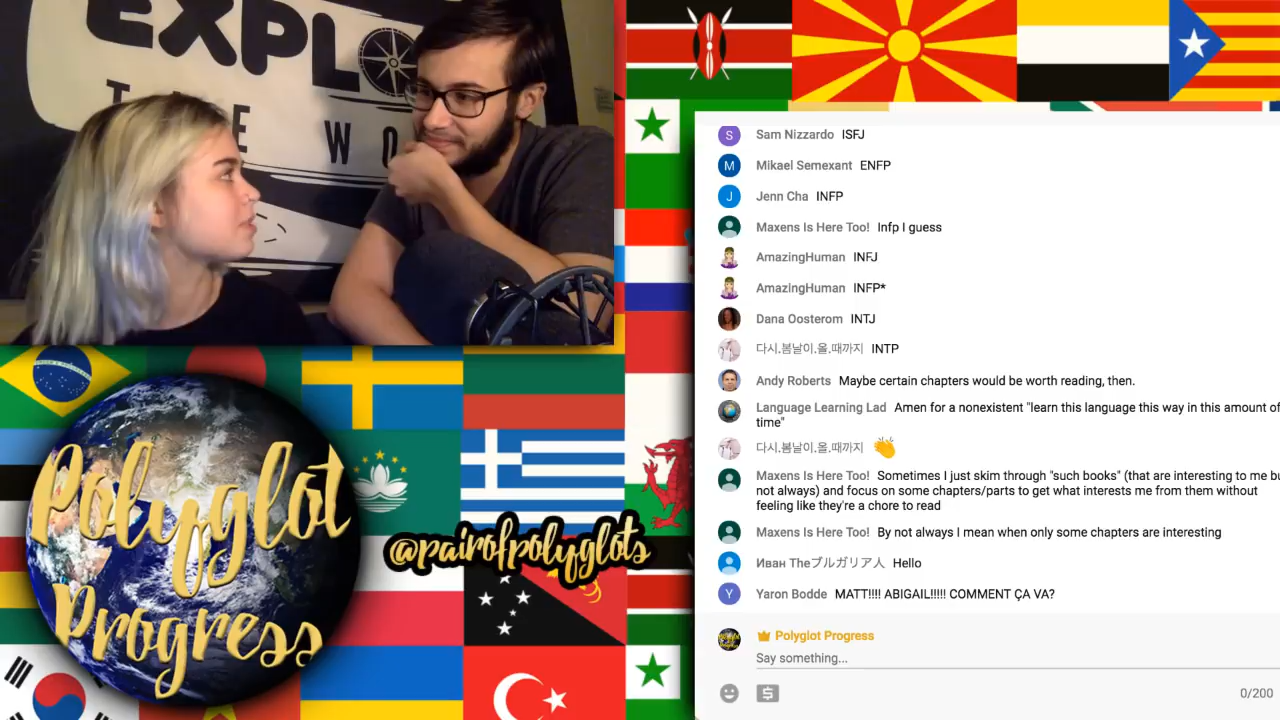 EXPLO
THE WO
Sam Nizzardo ISFJ
Mikael Semexant ENFP
Jenn Cha INFP
Maxens Is Here Too! Infp I guess
AmazingHuman INFJ
AmazingHuman INFP*
Dana Oosterom INTJ
다시.봄날이.올.때까지 INTP
Andy Roberts Maybe certain chapters would be worth reading, then.
Language Learning Lad Amen for a nonexistent "learn this language this way in this amount of
time"
다시.봄날이.올.때까지 👏
Maxens Is Here Too! Sometimes I just skim through "such books" (that are interesting to me bu
not always) and focus on some chapters/parts to get what interests me from them without
feeling like they're a chore to read
Maxens Is Here Too! By not always I mean when only some chapters are interesting
Иван Theブルガリア人 Hello
Yaron Bodde MATT!!!! ABIGAIL!!!!! COMMENT ÇA VA?
Polyglot Progress
Say something...
0/200
Polyglot
Progress
@pairofpolyglots